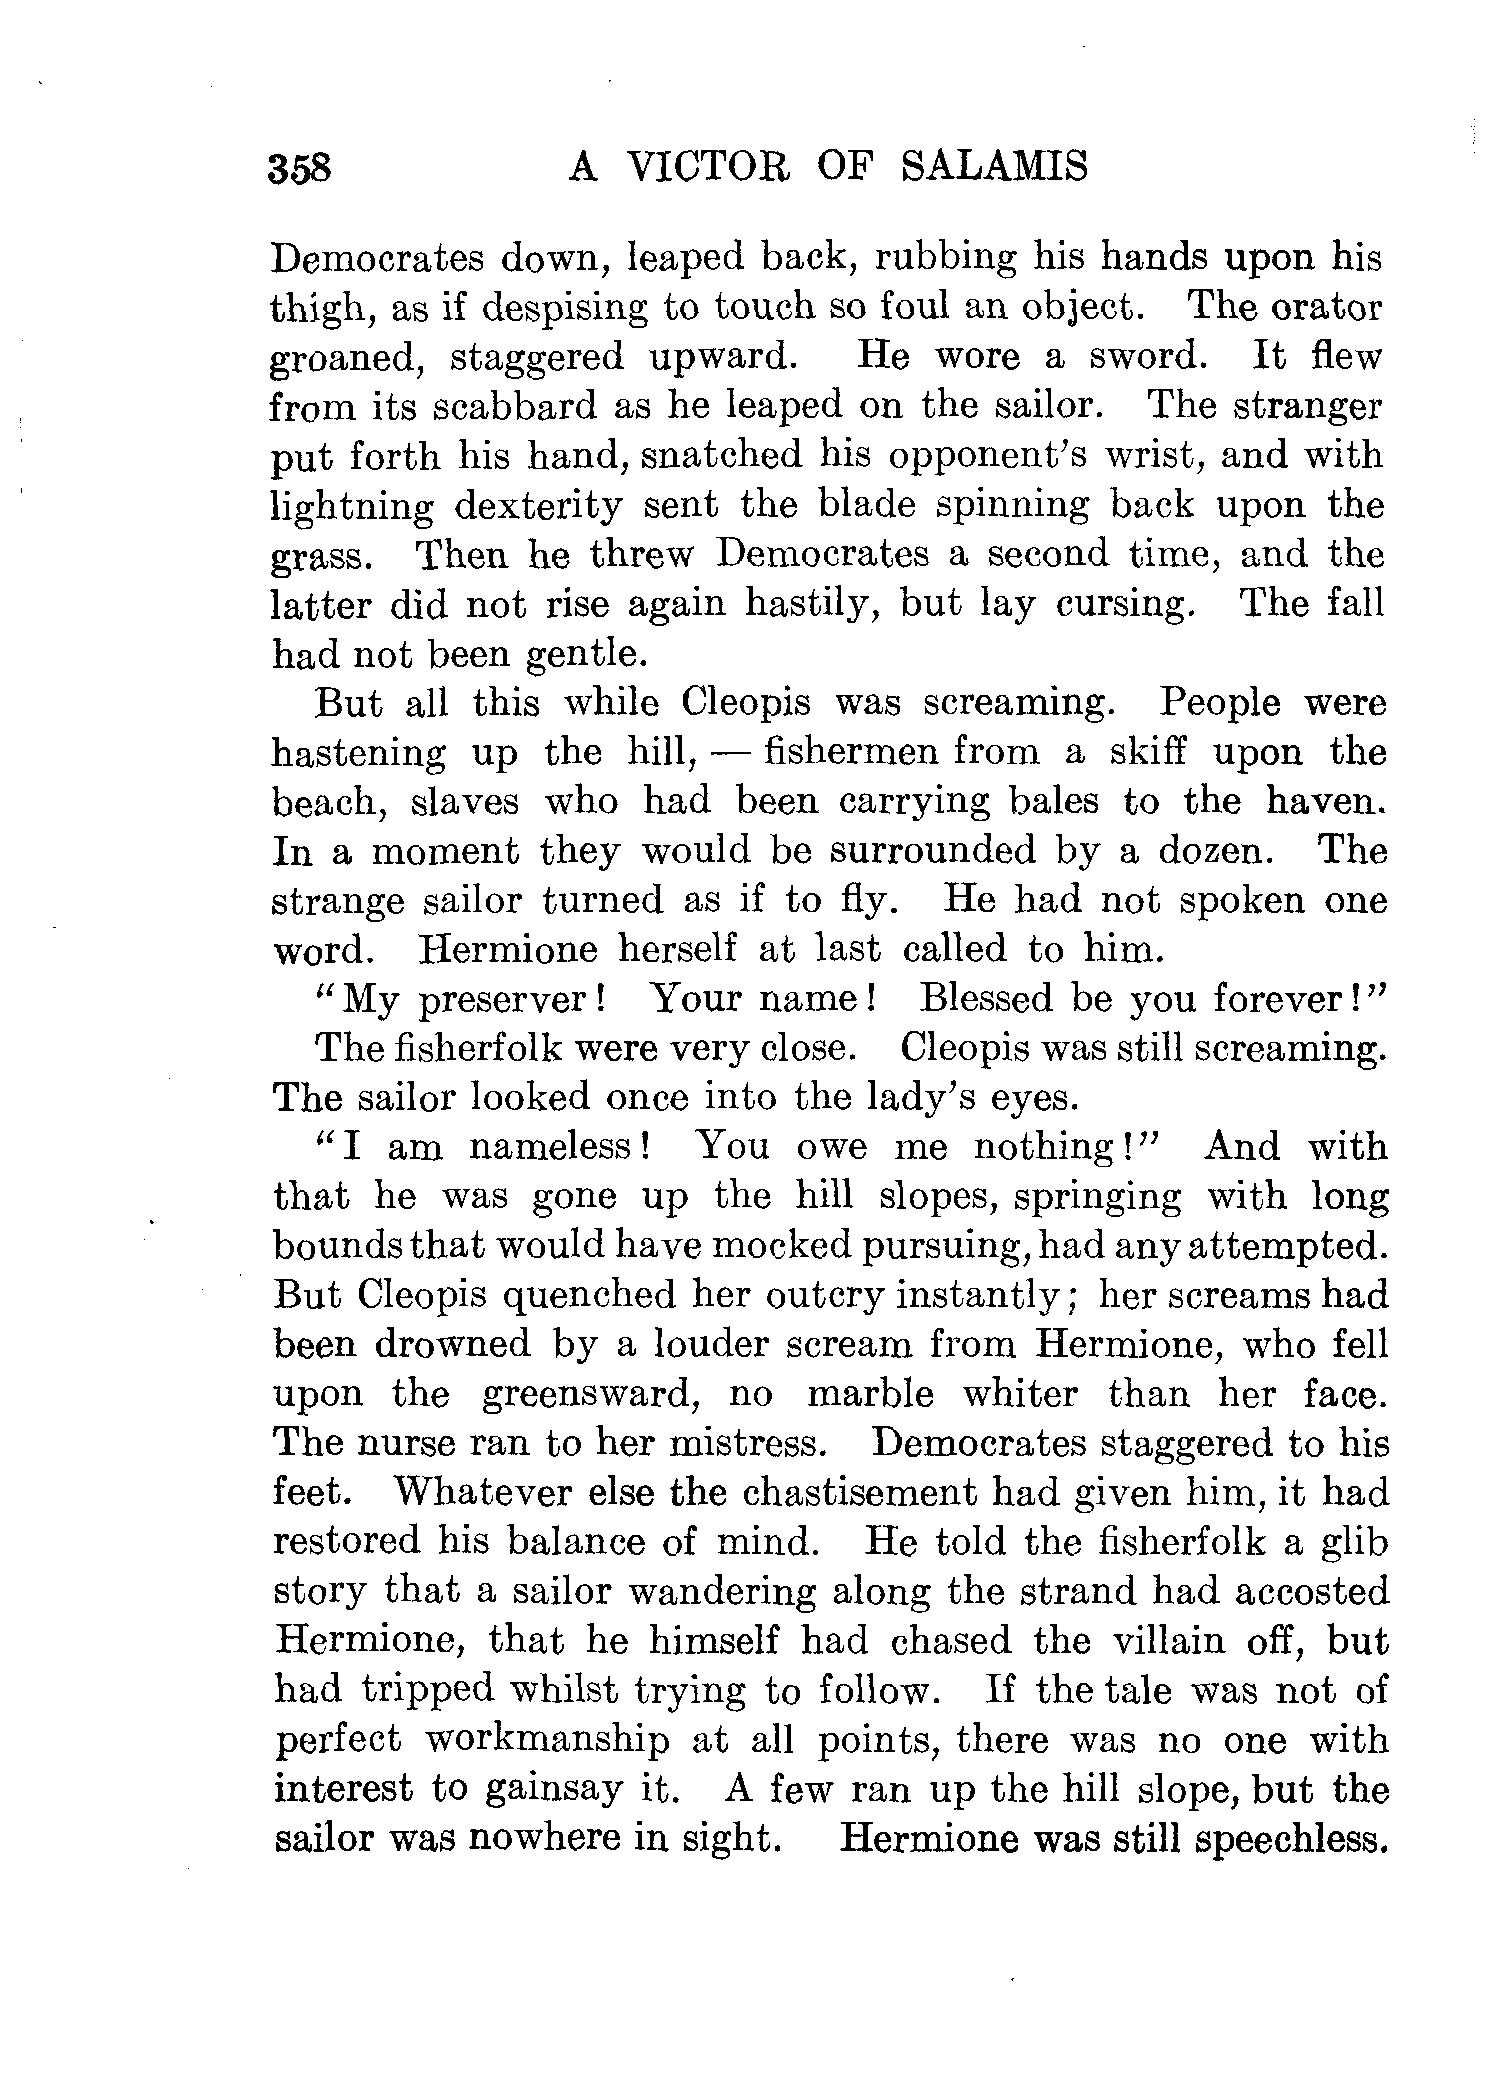 358 A VICTOR OF SALAMIS
Democrates down, leaped back, rubbing his hands upon his
thigh, as if despising to touch so foul an object. The orator
groaned, staggered upward. He wore a sword. It flew
from its scabbard as he leaped on the sailor. The stranger
put forth his hand, snatched his opponent's wrist, and with
lightning dexterity sent the blade spinning back upon the
grass. Then he threw Democrates a second time, and the
latter did not rise again hastily, but lay cursing. The fall
had not been gentle.
But all this while Cleopis was screaming. People were
hastening up the hill, — fishermen from a skiff upon the
beach, slaves who had been carrying bales to the haven.
In a moment they would be surrounded by a dozen. The
strange sailor turned as if to fly. He had not spoken one
word. Hermione herself at last called to him.
"My preserver! Your name! Blessed be you forever!"
The fisherfolk were very close. Cleopis was still screaming.
The sailor looked once into the lady's eyes.
"I am nameless! You owe me nothing!" And with
that he was gone up the hill slopes, springing with long
bounds that would have mocked pursuing, had any attempted.
But Cleopis quenched her outcry instantly; her screams had
been drowned by a louder scream from Hermione, who fell
upon the greensward, no marble whiter than her face.
The nurse ran to her mistress. Democrates staggered to his
feet. Whatever else the chastisement had given him, it had
restored his balance of mind. He told the fisherfolk a glib
story that a sailor wandering along the strand had accosted
Hermione, that he himself had chased the villain off, but
had tripped whilst trying to follow. If the tale was not of
perfect workmanship at all points, there was no one with
interest to gainsay it. A few ran up the hill slope, but the
sailor was nowhere in sight. Hermione was still speechless.